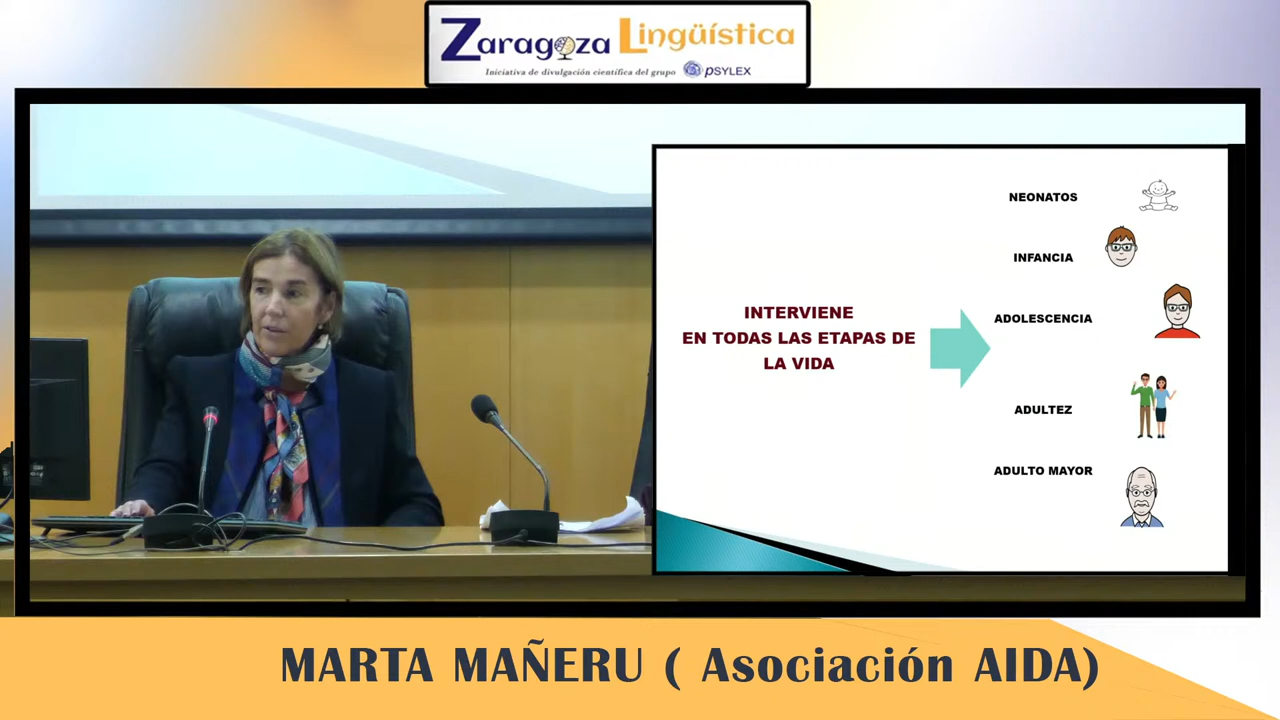 Zaragoza Lingüística
Iniciativa de divulgación científica del grupo PSYLEX
NEONATOS
INFANCIA
ADOLESCENCIA
INTERVIENE
EN TODAS LAS ETAPAS DE
LA VIDA
ADULTEZ
ADULTO MAYOR
MARTA MAÑERU ( Asociación AIDA)